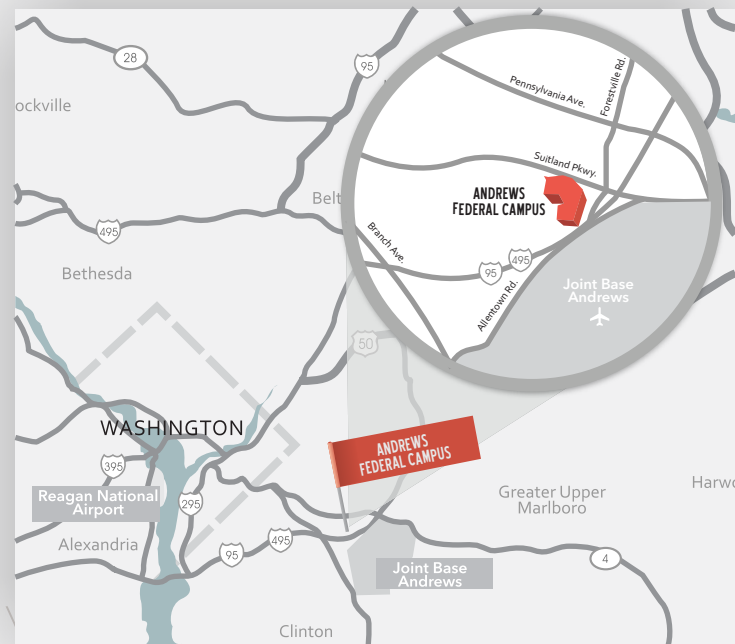 28
95
ockville
Belt
495
Bethesda
Pennsylvania Ave.
Forestville Rd.
Suitland Pkwy.
ANDREWS
FEDERAL CAMPUS
Branch Ave.
95
495
Allentown Rd.
Joint Base
Andrews
50
WASHINGTON
ANDREWS
FEDERAL CAMPUS
395
Reagan National
Airport
295
Greater Upper
Marlboro
Harwo
Alexandria
95
495
4
Joint Base
Andrews
Clinton